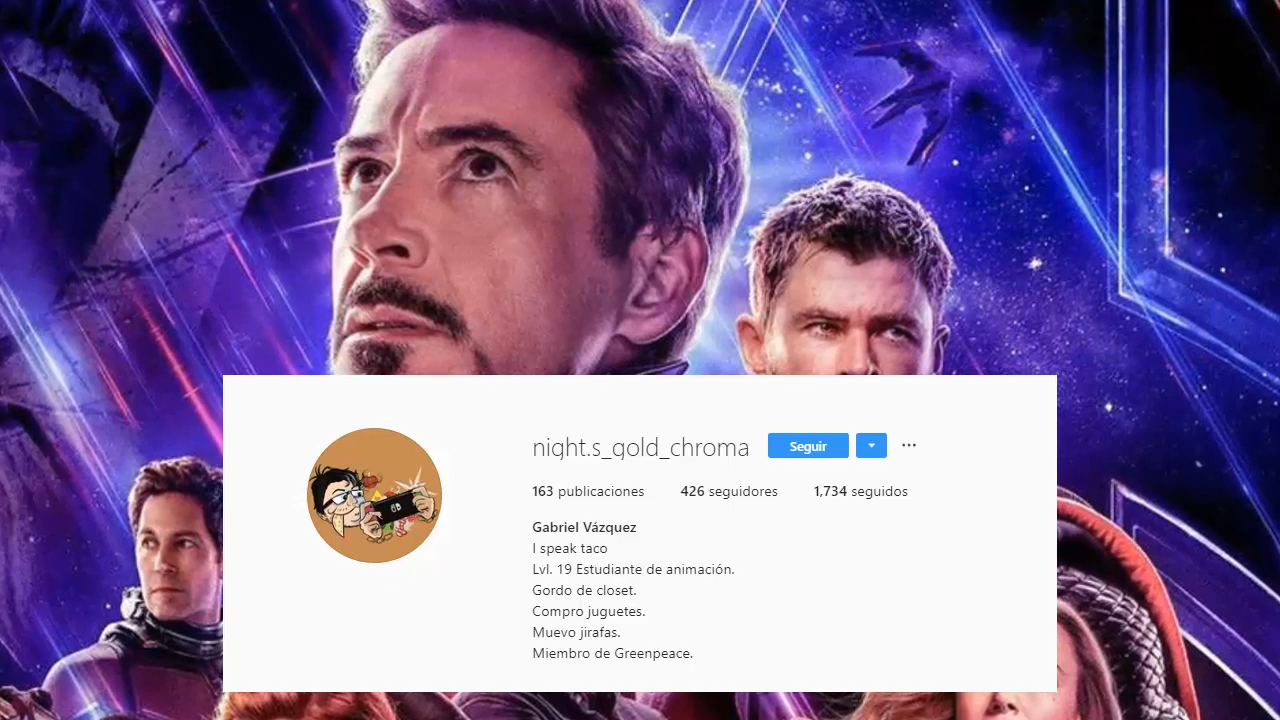 night.s_gold_chroma Seguir ...
163 publicaciones 426 seguidores 1,734 seguidos
Gabriel Vázquez
I speak taco
Lvl. 19 Estudiante de animación.
Gordo de closet.
Compro juguetes.
Muevo jirafas.
Miembro de Greenpeace.